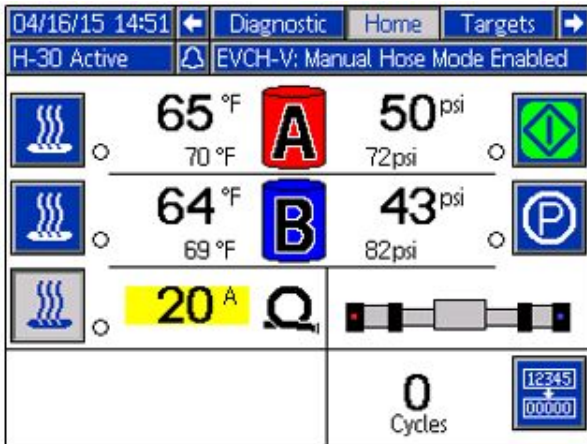 04/16/15 14:51 Diagnostic Home Targets
H-30 Active EVCH-V: Manual Hose Mode Enabled
65 °F A 50 psi
70 °F 72psi
64 °F B 43 psi P
69 °F 82psi
20 A
0
Cycles
12345
00000